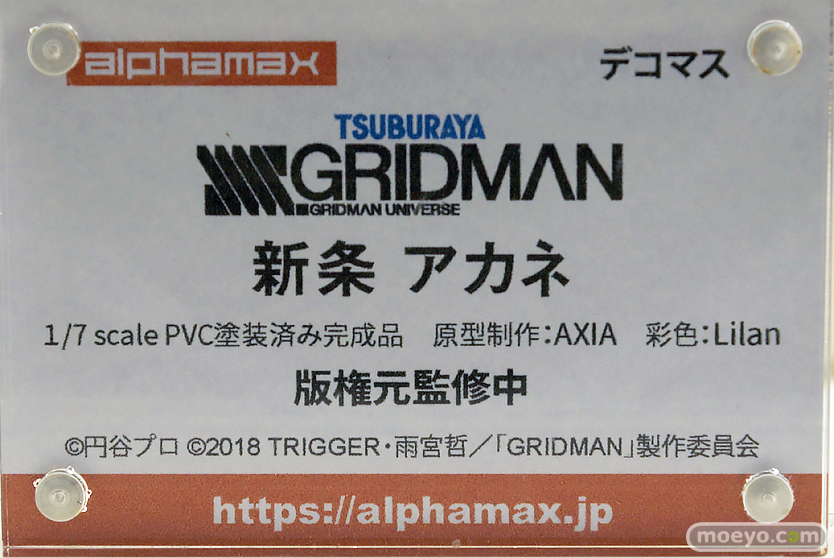 alphamax
デコマス
TSUBURAYA
GRIDMAN
GRIDMAN UNIVERSE
新条 アカネ
1/7 scale PVC塗装済み完成品 原型制作：AXIA 彩色：Lilan
版権元監修中
©円谷プロ ©2018 TRIGGER・雨宮哲／「GRIDMAN」製作委員会
https://alphamax.jp
moeyo.com